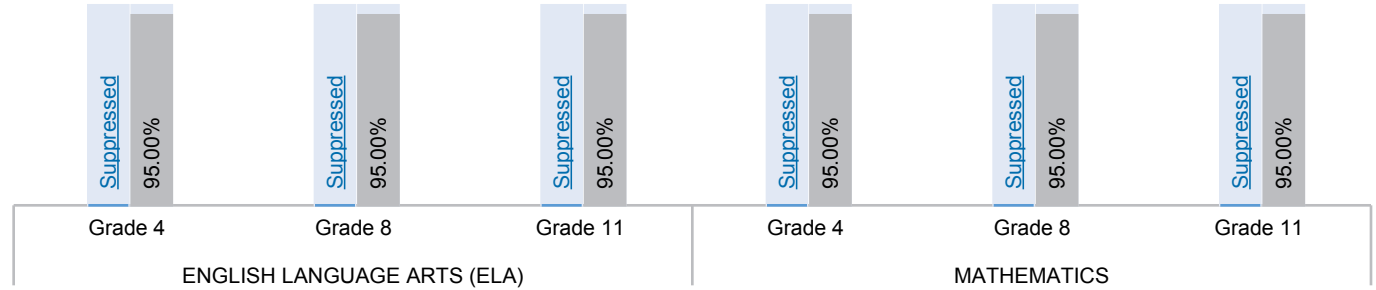 Suppressed
95.00%
Suppressed
95.00%
Suppressed
95.00%
Suppressed
95.00%
Suppressed
95.00%
Suppressed
95.00%
Grade 4
Grade 8
Grade 11
Grade 4
Grade 8
Grade 11
ENGLISH LANGUAGE ARTS (ELA)
MATHEMATICS